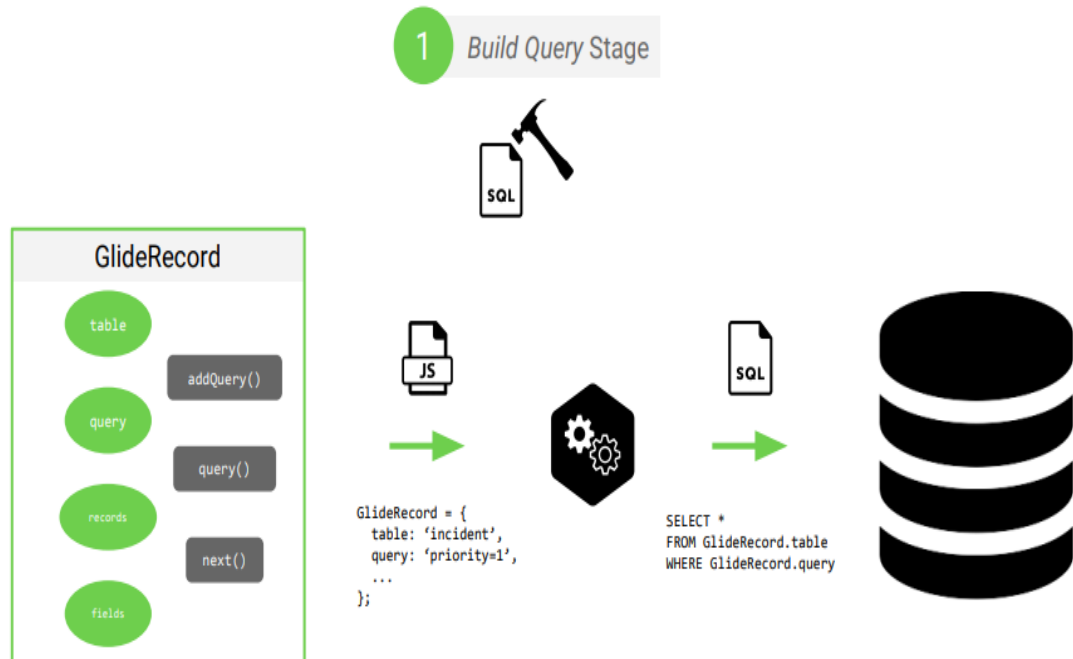 1
Build Query Stage
SQL
GlideRecord
table
addQuery()
query
query()
records
next()
fields
JS
GlideRecord = {
table: ‘incident’,
query: ‘priority=1’,
...
};
SQL
SELECT *
FROM GlideRecord.table
WHERE GlideRecord.query